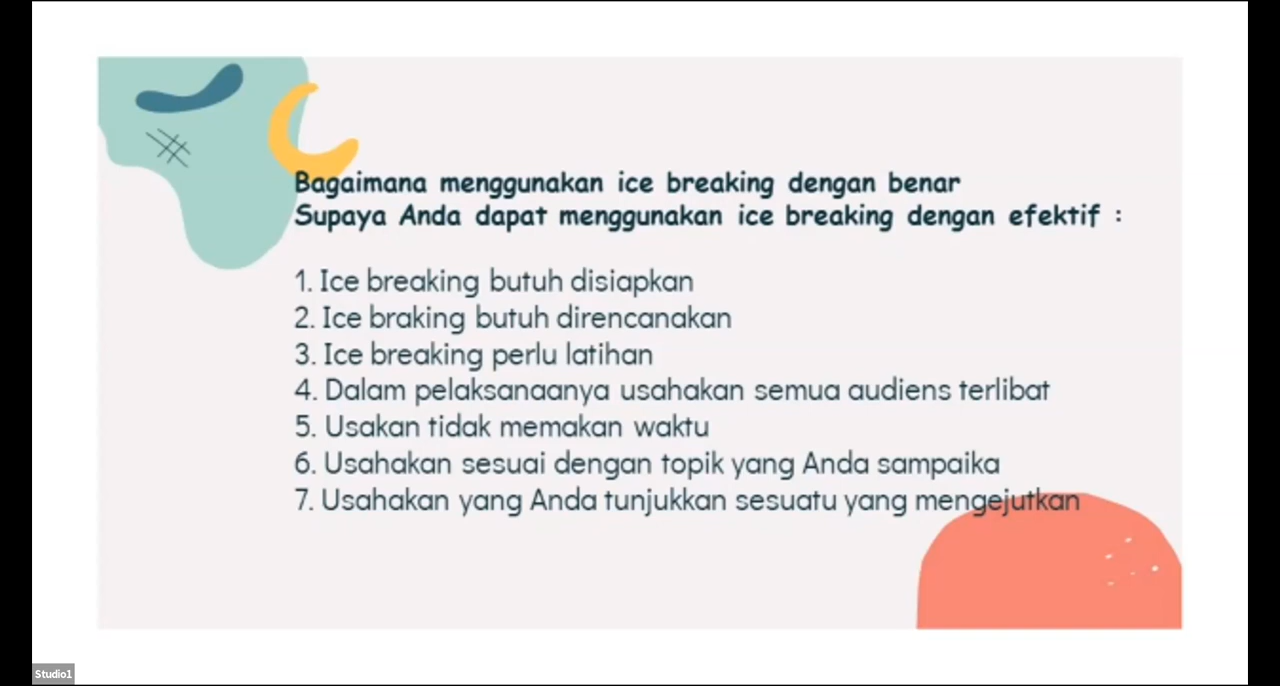 Bagaimana menggunakan ice breaking dengan benar
Supaya Anda dapat menggunakan ice breaking dengan efektif :
1. Ice breaking butuh disiapkan
2. Ice braking butuh direncanakan
3. Ice breaking perlu latihan
4. Dalam pelaksanaanya usahakan semua audiens terlibat
5. Usakan tidak memakan waktu
6. Usahakan sesuai dengan topik yang Anda sampaika
7. Usahakan yang Anda tunjukkan sesuatu yang mengejutkan
Studio1